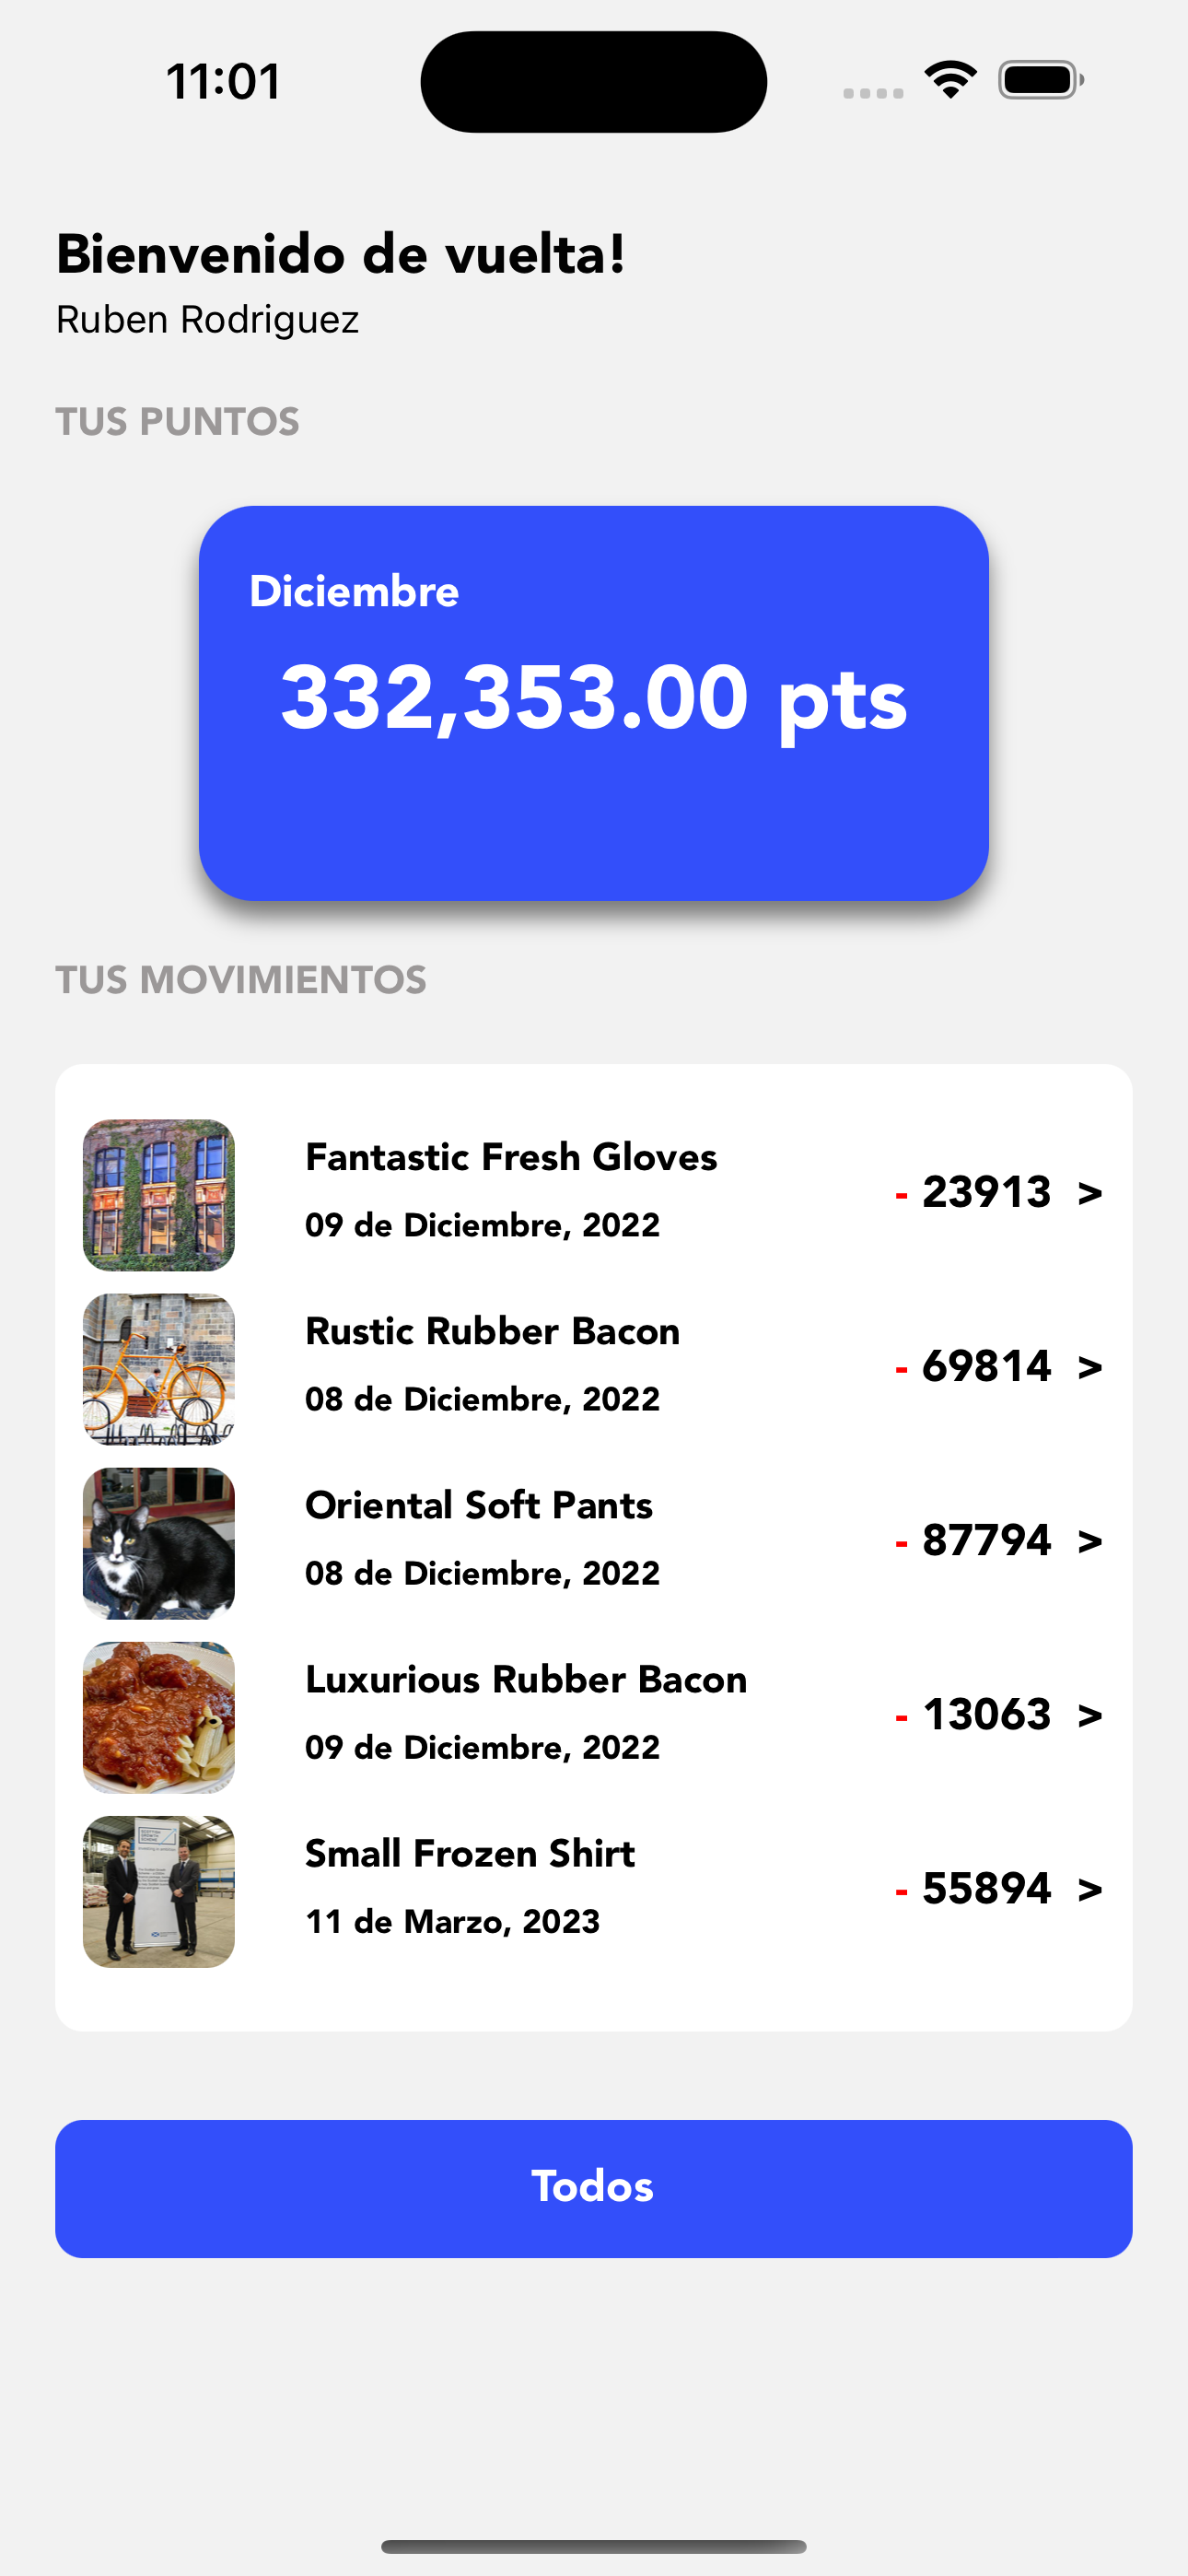 11:01
Bienvenido de vuelta!
Ruben Rodriguez
TUS PUNTOS
Diciembre
332,353.00 pts
TUS MOVIMIENTOS
Fantastic Fresh Gloves
09 de Diciembre, 2022
- 23913 >
Rustic Rubber Bacon
08 de Diciembre, 2022
- 69814 >
Oriental Soft Pants
08 de Diciembre, 2022
- 87794 >
Luxurious Rubber Bacon
09 de Diciembre, 2022
- 13063 >
Small Frozen Shirt
11 de Marzo, 2023
- 55894 >
Todos